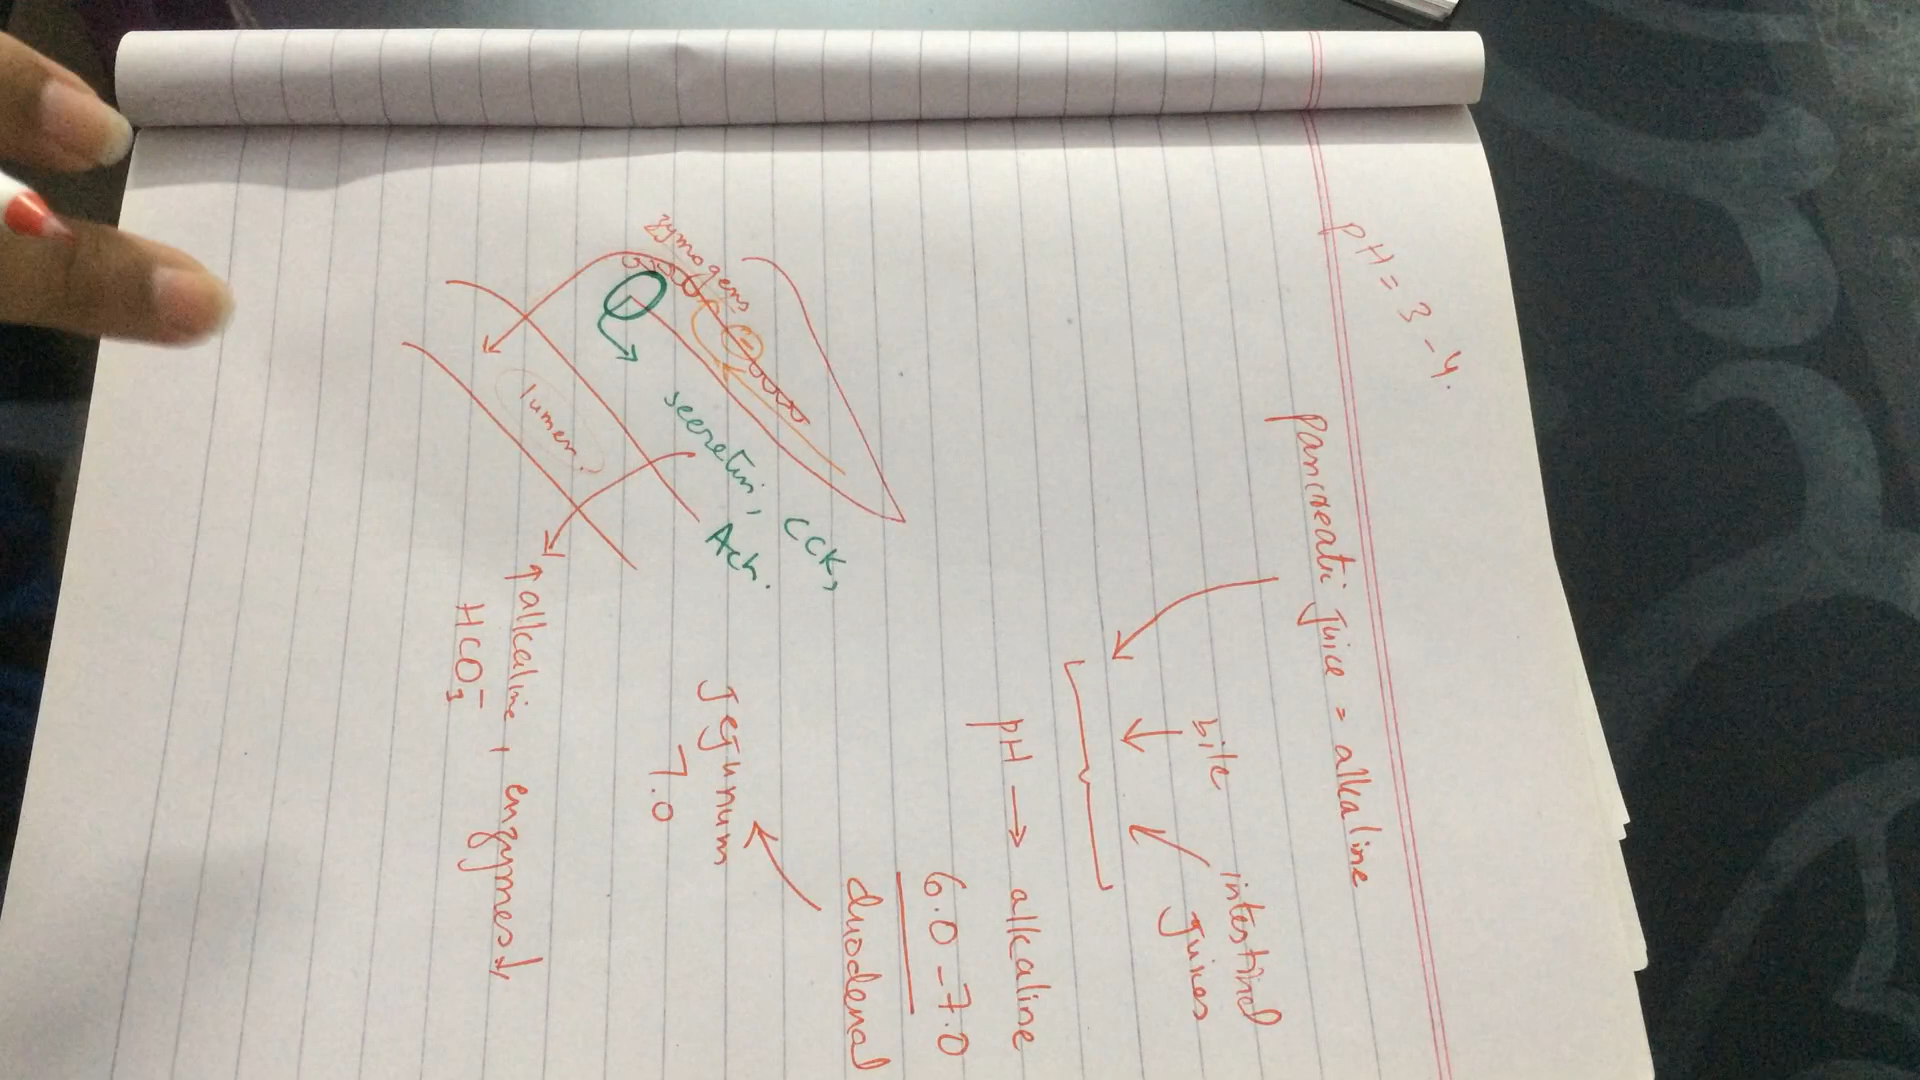 pH = 3-4.
pancreatic juice = alkaline
bile
intestinal
juices
pH → alkaline
6.0-7.0
duodenal
Jejunum
7.0
zymogens
secretin, CCK,
Ach.
lumen.
↑ alkaline, enzymes↓,
HCO₃⁻